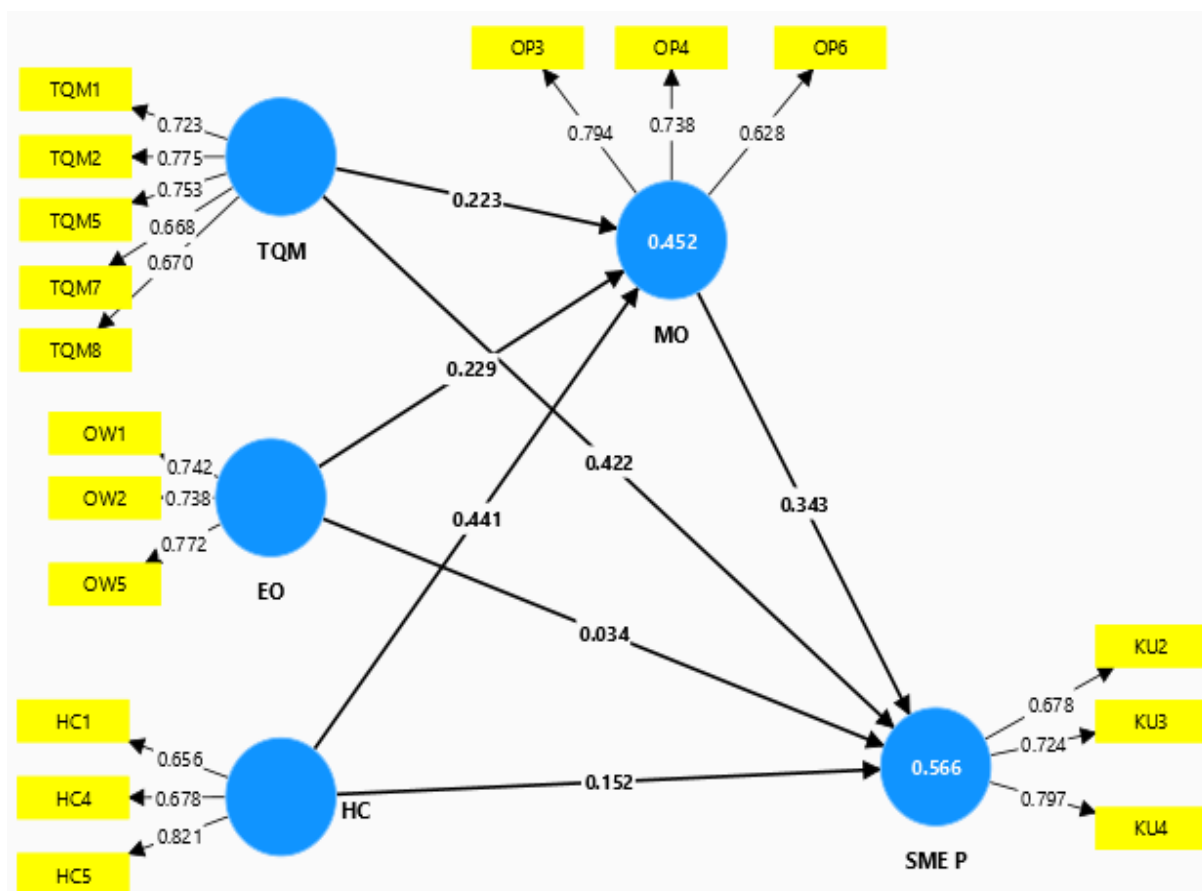 OP3 OP4 OP6
TQM1
TQM2
TQM5
TQM7
TQM8
0.723
0.775
0.753
0.668
0.670
TQM
0.794 0.738 0.628
0.452
MO
0.223
0.229
0.422
0.441
0.343
OW1
OW2
OW5
0.742
0.738
0.772
EO
0.034
HC1
HC4
HC5
0.656
0.678
0.821
HC
0.152
0.566
SME P
0.678
0.724
0.797
KU2
KU3
KU4